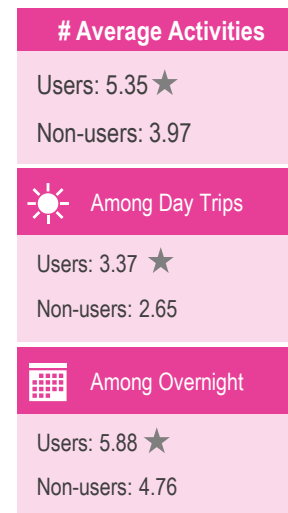 # Average Activities
Users: 5.35
Non-users: 3.97
Among Day Trips
Users: 3.37
Non-users: 2.65
Among Overnight
Users: 5.88
Non-users: 4.76